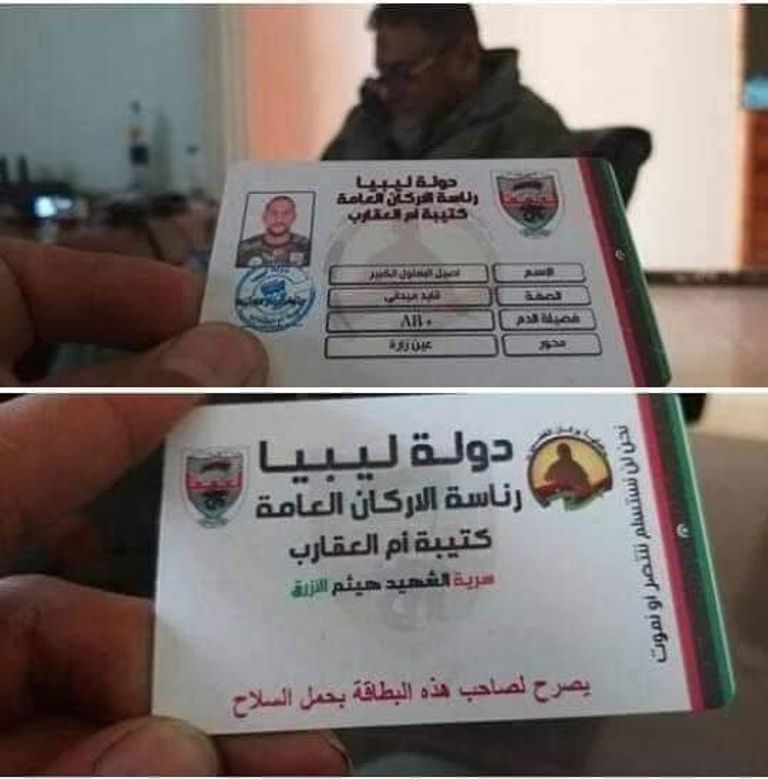 دولة ليبيا
رئاسة الاركان العامة
كتيبة أم العقارب
الاسم
اصيل البهلول الكبير
الصفة
قايد ميداني
فصيلة الدم
AB+
محور
عين زارة
دولة ليبيا
رئاسة الاركان العامة
كتيبة أم العقارب
سرية الشهيد هيثم الازرق
يصرح لصاحب هذه البطاقة بحمل السلاح
نحن لن نستسلم ننتصر او نموت